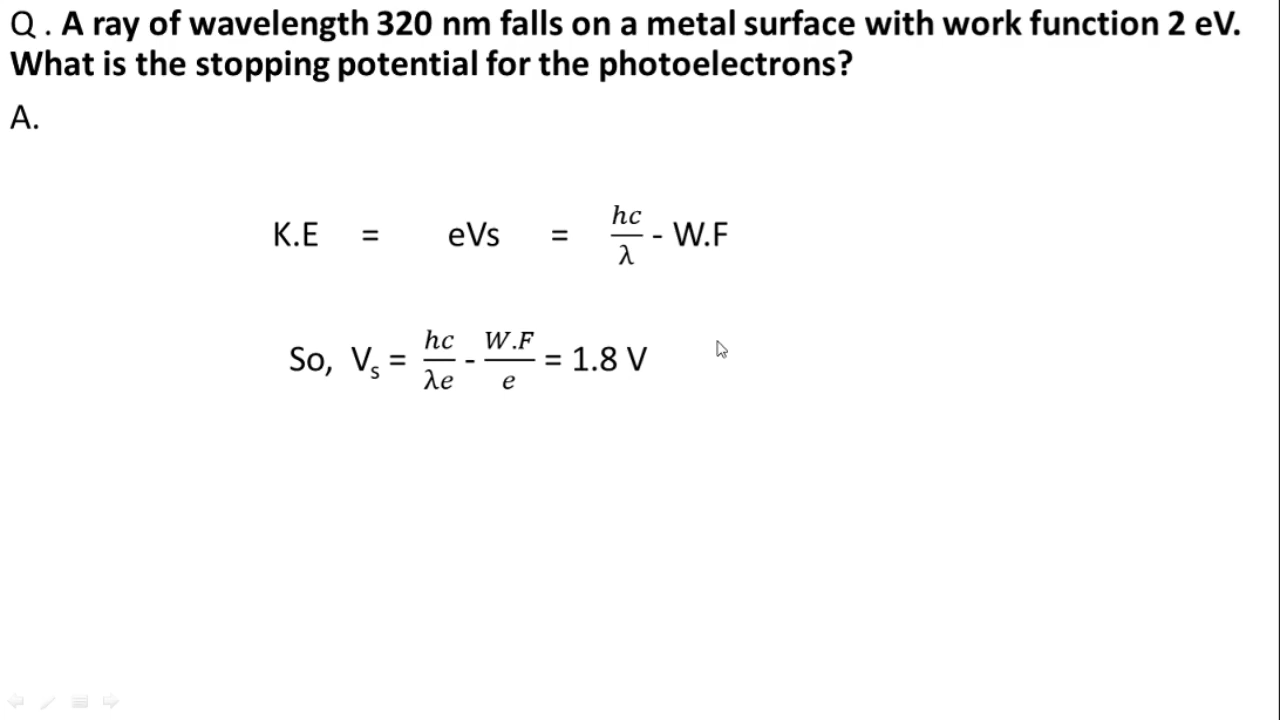 Q . A ray of wavelength 320 nm falls on a metal surface with work function 2 eV.
What is the stopping potential for the photoelectrons?
A.
K.E = eVs = hc/λ - W.F
So, Vₛ = hc/λe - W.F/e = 1.8 V